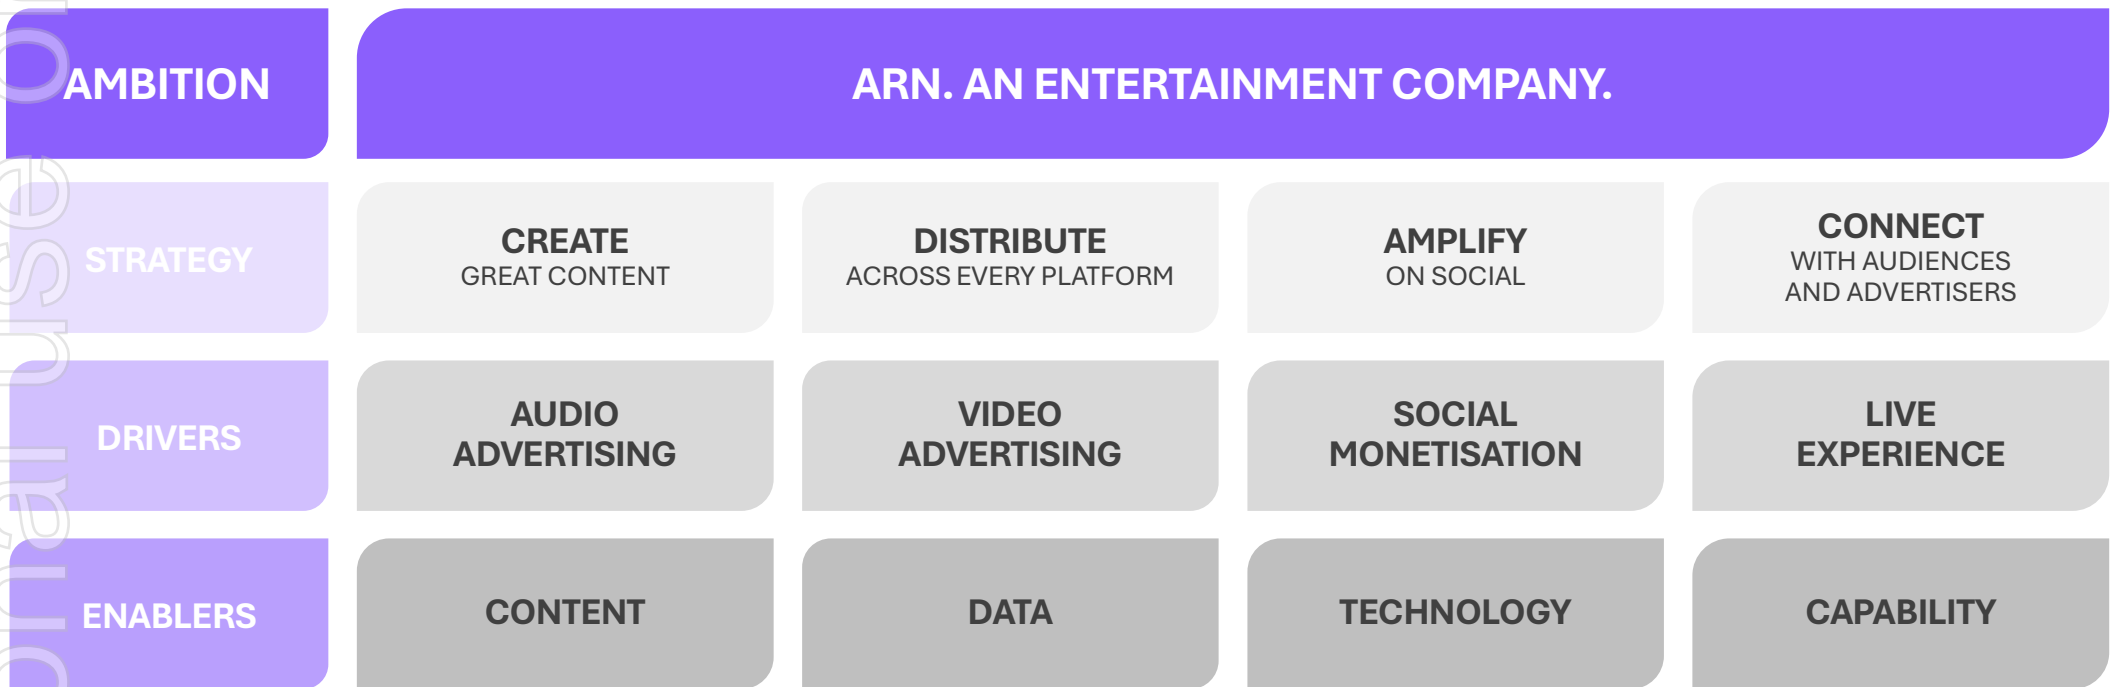 AMBITION
ARN. AN ENTERTAINMENT COMPANY.
STRATEGY
CREATE
GREAT CONTENT
DISTRIBUTE
ACROSS EVERY PLATFORM
AMPLIFY
ON SOCIAL
CONNECT
WITH AUDIENCES
AND ADVERTISERS
DRIVERS
AUDIO
ADVERTISING
VIDEO
ADVERTISING
SOCIAL
MONETISATION
LIVE
EXPERIENCE
ENABLERS
CONTENT
DATA
TECHNOLOGY
CAPABILITY
use